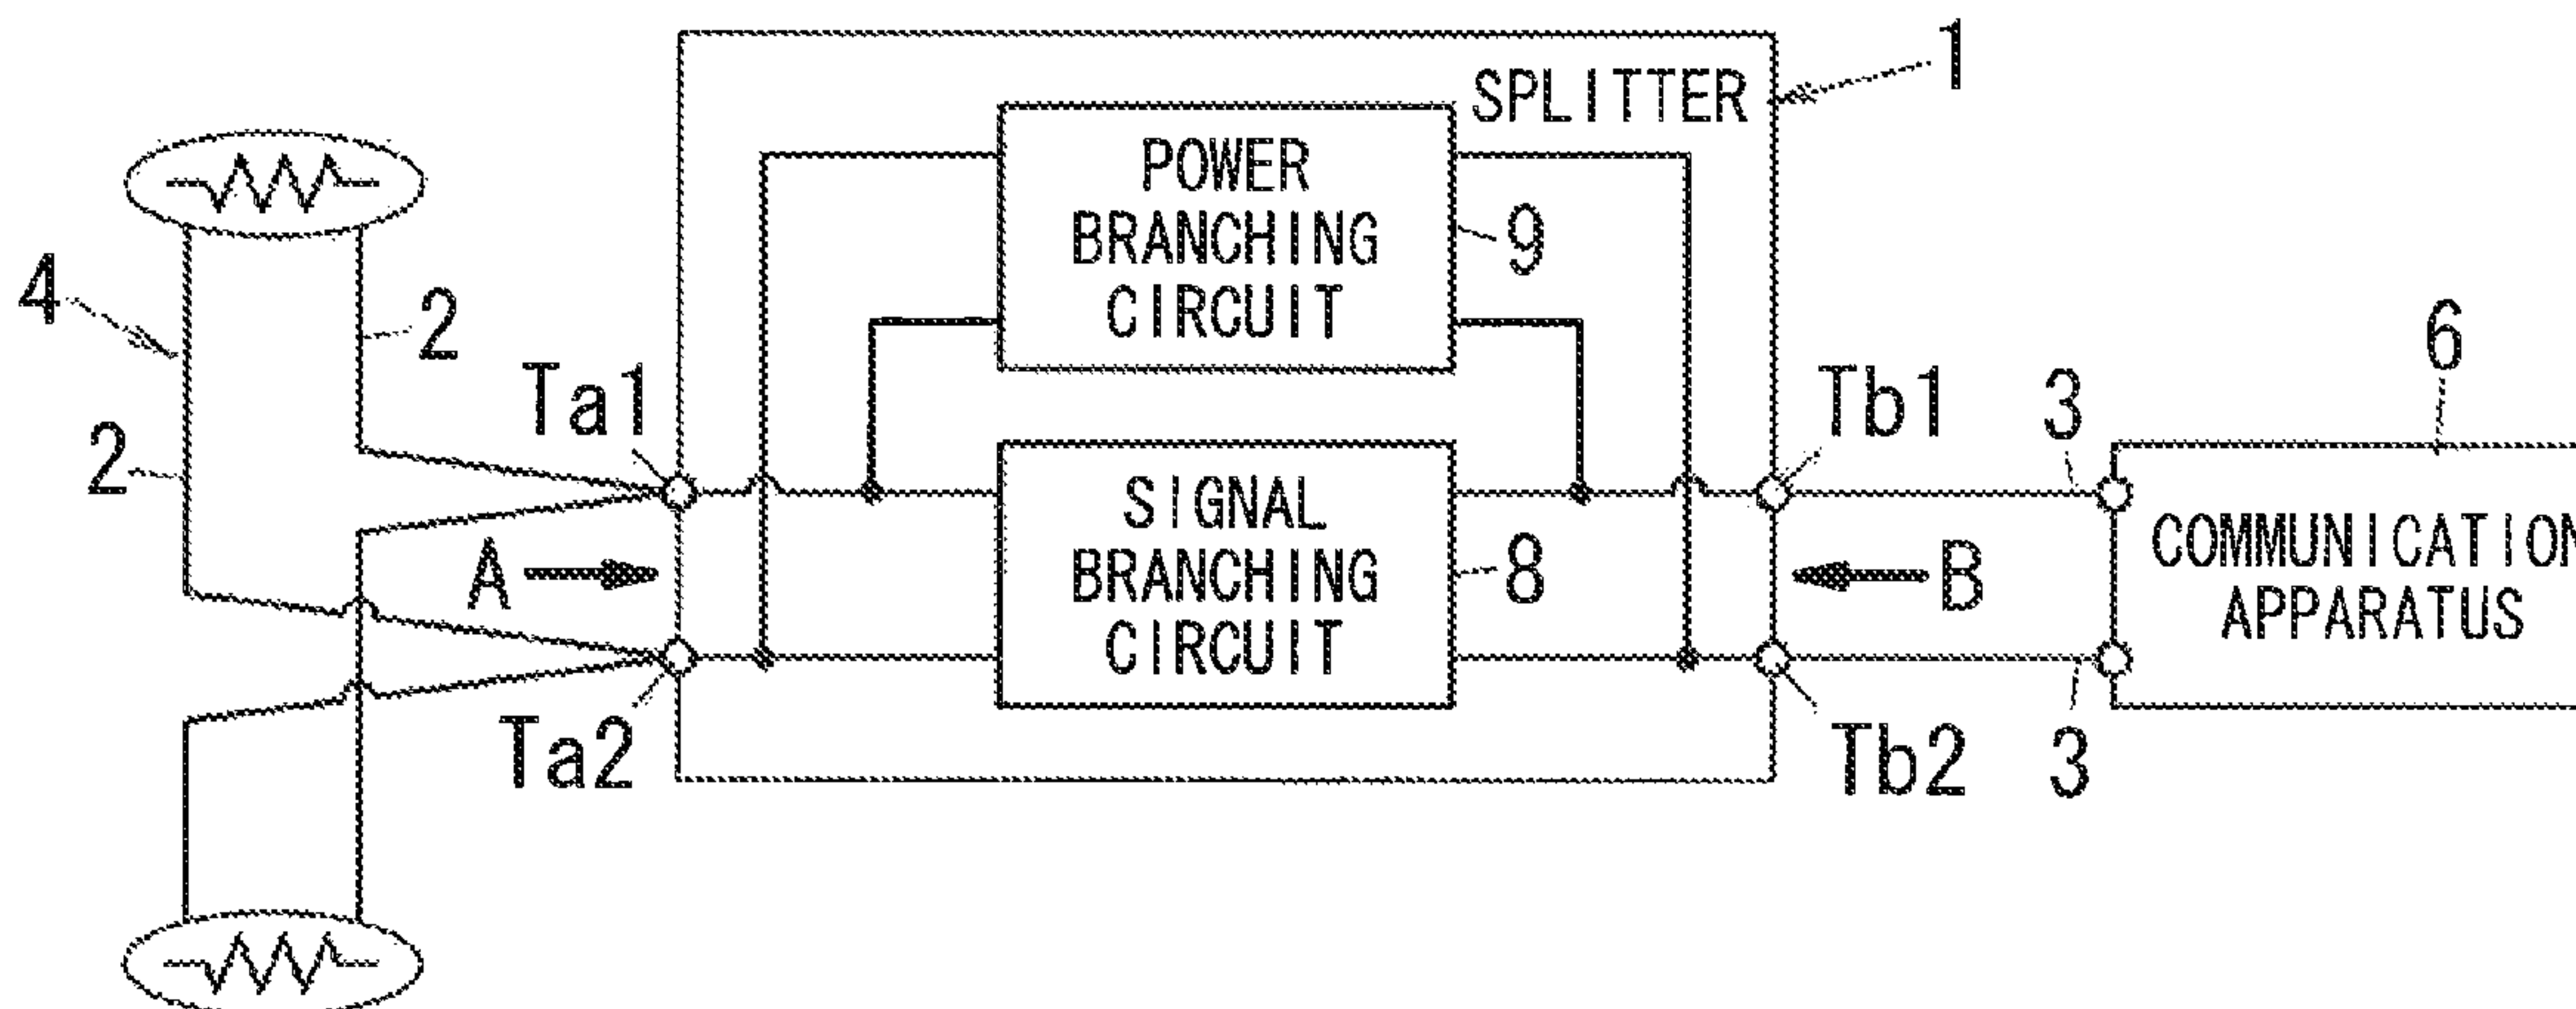 1
SPLITTER
POWER
BRANCHING
CIRCUIT
9
4
2
2
Ta1
Tb1
3
6
SIGNAL
BRANCHING
CIRCUIT
8
A
B
COMMUNICATION
APPARATUS
Ta2
Tb2
3